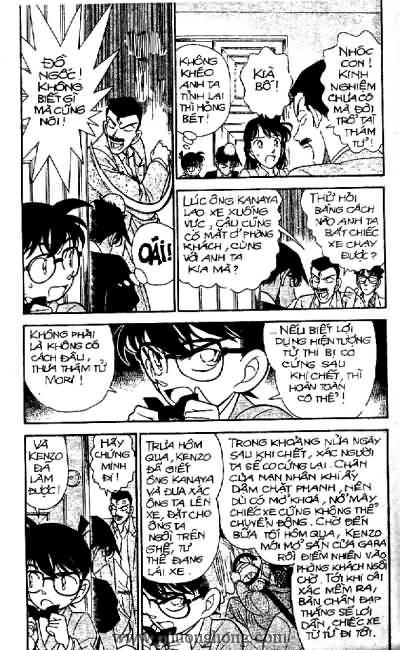 ĐỒ
NGỐC!
KHÔNG
BIẾT GÌ
MÀ CŨNG
NÓI!
KHÔNG
KHÉO
ANH TA
TỈNH LẠI
THÌ HỎNG
BÉT!
KÌA
BỐ!
NHÓC
CON!
KINH
NGHIỆM
CHƯA CÓ
MÀ ĐÒI
TRỔ TÀI
THÁM
TỬ!
OÁI!
LÚC ÔNG KANAYA
LAO XE XUỐNG
VỰC, CẬU CŨNG
CÓ MẶT Ở PHÒNG
KHÁCH, CÙNG
VỚI ANH TA
KIA MÀ?
THỬ HỎI
BẰNG CÁCH
NÀO ANH TA
BẮT CHIẾC
XE CHẠY
ĐƯỢC?
KHÔNG PHẢI
LÀ KHÔNG CÓ
CÁCH ĐÂU,
THƯA THÁM TỬ
MORI!
...NẾU BIẾT LỢI
DỤNG HIỆN TƯỢNG
TỬ THI BỊ CO
CỨNG SAU
KHI CHẾT, THÌ
HOÀN TOÀN
CÓ THỂ!
VÀ
KENZO
ĐÃ
LÀM
ĐƯỢC!
HÃY
CHỨNG
MINH
ĐI!
TRƯA HÔM
QUA, KENZO
ĐÃ GIẾT
ÔNG KANAYA
VÀ ĐƯA XÁC
ÔNG TA LÊN
XE, ĐẶT CHO
ÔNG TA
NGỒI TRÊN
GHẾ, TƯ
THẾ ĐANG
LÁI XE.
TRONG KHOẢNG NỬA NGÀY
SAU KHI CHẾT, XÁC NGƯỜI
TA SẼ CO CỨNG LẠI. CHÂN
CỦA NẠN NHÂN KHI ẤY
DẪM CHẶT PHANH, NÊN
DÙ CÓ MỞ KHOÁ, NỔ MÁY
CHIẾC XE CŨNG KHÔNG THỂ
CHUYỂN ĐỘNG. CHỜ ĐẾN
BỮA TỐI HÔM QUA, KENZO
MỚI MỞ SẴN CỬA GARA
RỒI ĐIỀM NHIÊN VÀO
PHÒNG KHÁCH NGỒI
CHỜ. TỚI KHI CÁI
XÁC MỀM RA,
BÀN CHÂN ĐẠP
THẮNG SẼ LƠI
DẦN, CHIẾC XE
TỪ TỪ ĐI TỚI.